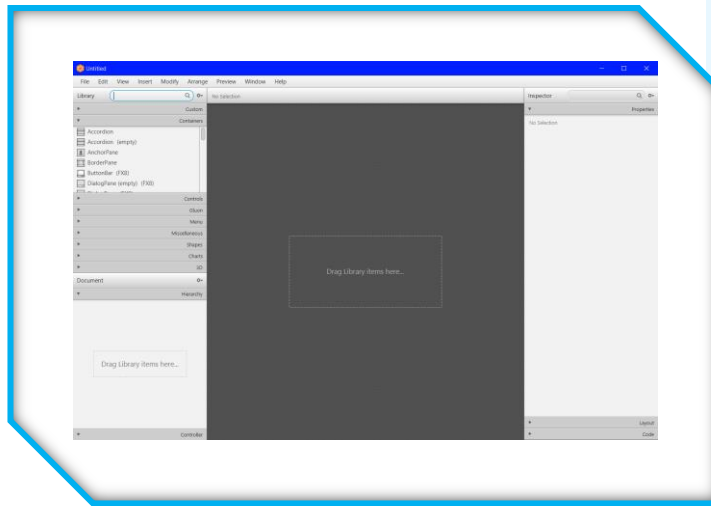 Untitled
File Edit View Insert Modify Arrange Preview Window Help
Library
No Selection
Inspector
Custom
Properties
Containers
No Selection
Accordion
Accordion (empty)
AnchorPane
BorderPane
ButtonBar (FX8)
DialogPane (empty) (FX8)
Controls
Gluon
Menu
Miscellaneous
Shapes
Charts
3D
Drag Library items here...
Document
Hierarchy
Drag Library items here...
Layout
Controller
Code